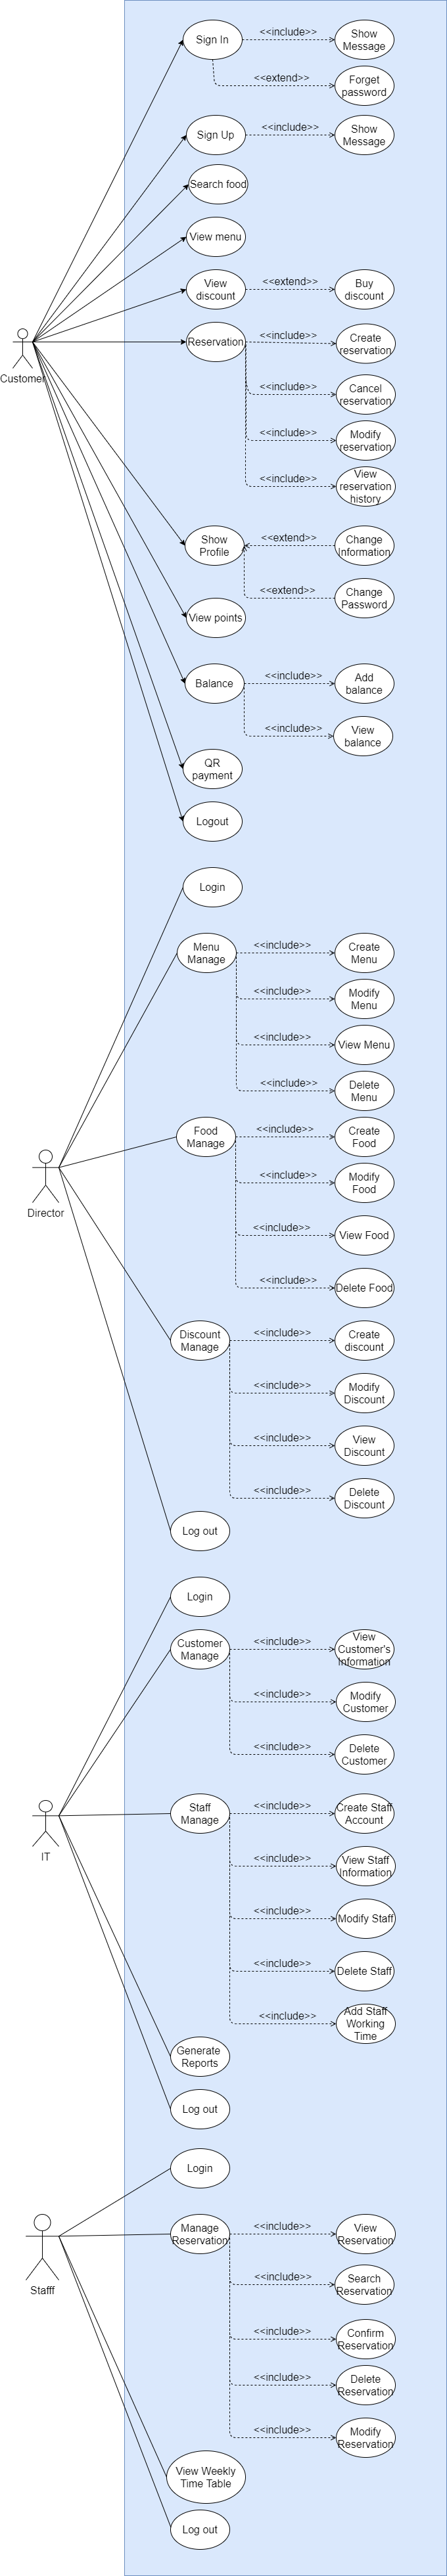 Sign In
<<include>>
Show
Message
<<extend>>
Forget
password
Sign Up
<<include>>
Show
Message
Search food
View menu
View
discount
<<extend>>
Buy
discount
Customer
Reservation
<<include>>
Create
reservation
<<include>>
Cancel
reservation
<<include>>
Modify
reservation
<<include>>
View
reservation
history
Show
Profile
<<extend>>
Change
Information
<<extend>>
Change
Password
View points
Balance
<<include>>
Add
balance
<<include>>
View
balance
QR
payment
Logout
Login
Menu
Manage
<<include>>
Create
Menu
<<include>>
Modify
Menu
<<include>>
View Menu
<<include>>
Delete
Menu
Director
Food
Manage
<<include>>
Create
Food
<<include>>
Modify
Food
<<include>>
View Food
<<include>>
Delete Food
Discount
Manage
<<include>>
Create
discount
<<include>>
Modify
Discount
<<include>>
View
Discount
<<include>>
Delete
Discount
Log out
Login
Customer
Manage
<<include>>
View
Customer's
Information
<<include>>
Modify
Customer
<<include>>
Delete
Customer
IT
Staff
Manage
<<include>>
Create Staff
Account
<<include>>
View Staff
Information
<<include>>
Modify Staff
<<include>>
Delete Staff
<<include>>
Add Staff
Working
Time
Generate
Reports
Log out
Login
Stafff
Manage
Reservation
<<include>>
View
Reservation
<<include>>
Search
Reservation
<<include>>
Confirm
Reservation
<<include>>
Delete
Reservation
<<include>>
Modify
Reservation
View Weekly
Time Table
Log out